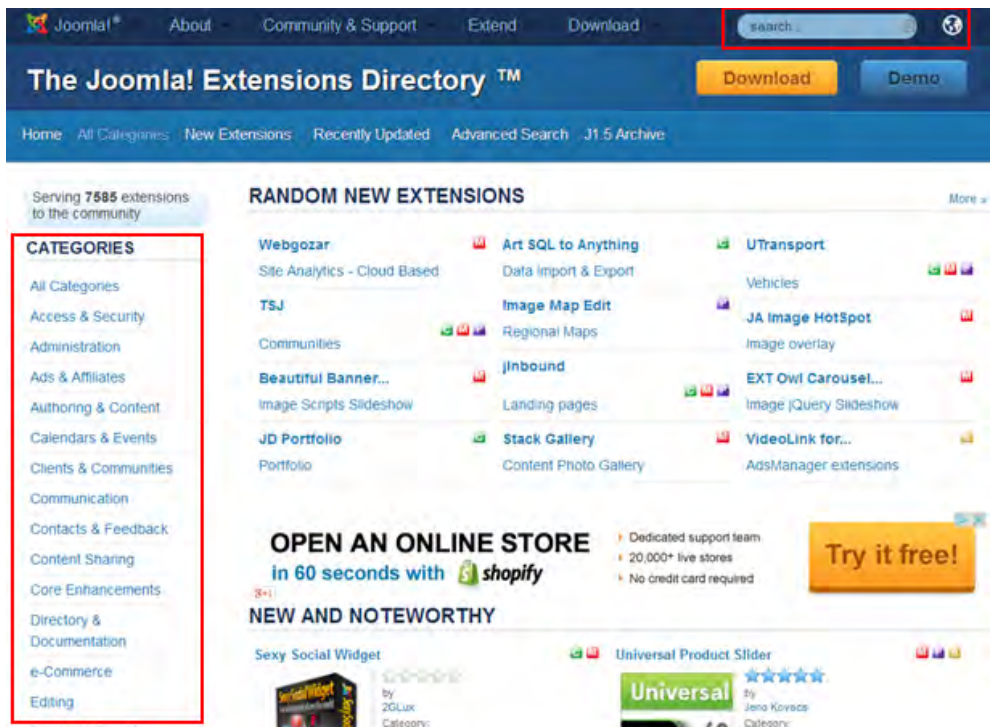 Joomla!®
About
Community & Support
Extend
Download
search...
The Joomla! Extensions Directory ™
Download
Demo
Home
All Categories
New Extensions
Recently Updated
Advanced Search
J1.5 Archive
Serving 7585 extensions
to the community
CATEGORIES
All Categories
Access & Security
Administration
Ads & Affiliates
Authoring & Content
Calendars & Events
Clients & Communities
Communication
Contacts & Feedback
Content Sharing
Core Enhancements
Directory &
Documentation
e-Commerce
Editing
RANDOM NEW EXTENSIONS
More »
Webgozar
Site Analytics - Cloud Based
TSJ
Communities
Beautiful Banner...
Image Scripts Slideshow
JD Portfolio
Portfolio
Art SQL to Anything
Data Import & Export
Image Map Edit
Regional Maps
jInbound
Landing pages
Stack Gallery
Content Photo Gallery
UTransport
Vehicles
JA Image HotSpot
Image overlay
EXT Owl Carousel...
Image jQuery Slideshow
VideoLink for...
AdsManager extensions
OPEN AN ONLINE STORE
in 60 seconds with shopify
Dedicated support team
20,000+ live stores
No credit card required
Try it free!
NEW AND NOTEWORTHY
Sexy Social Widget
by
2GLux
Category:
Universal Product Slider
Universal
by
Jeno Kovacs
Category: